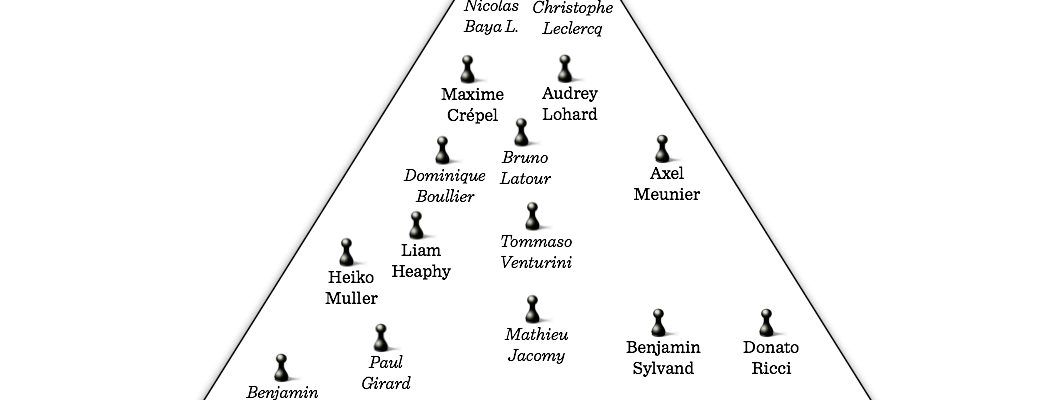 Nicolas
Baya L.
Christophe
Leclercq
Maxime
Crépel
Audrey
Lohard
Bruno
Latour
Dominique
Boullier
Axel
Meunier
Tommaso
Venturini
Liam
Heaphy
Heiko
Muller
Mathieu
Jacomy
Benjamin
Sylvand
Donato
Ricci
Paul
Girard
Benjamin